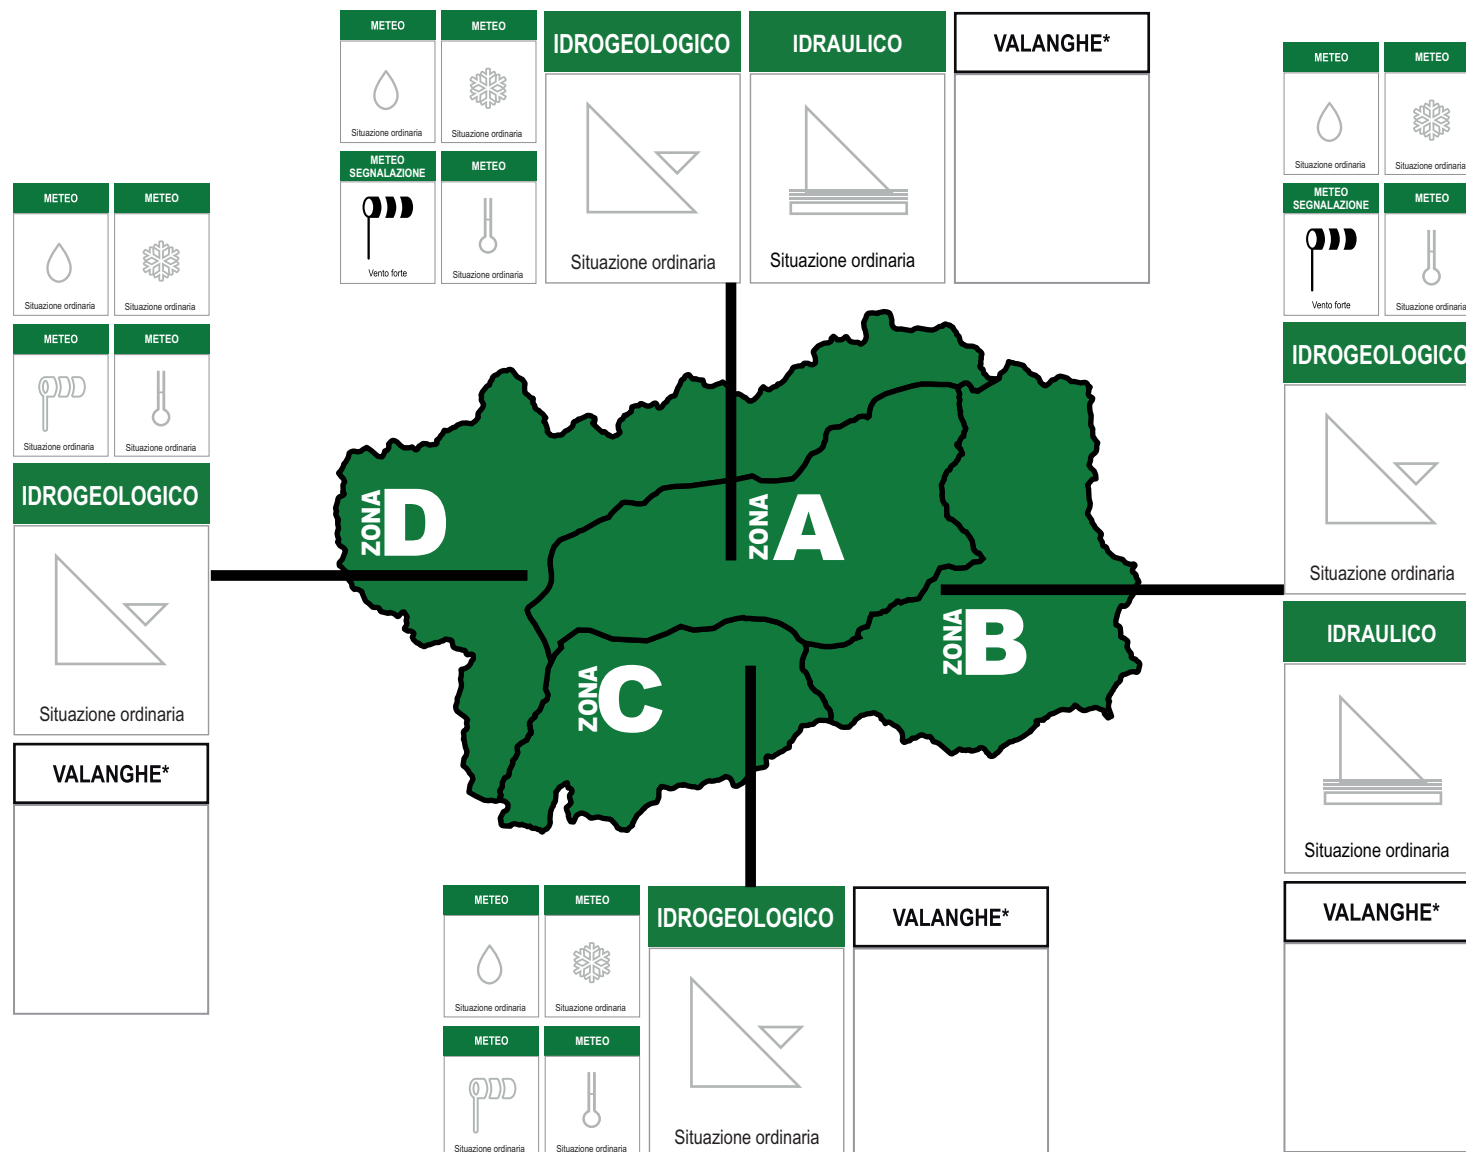 METEO
Situazione ordinaria
METEO
Situazione ordinaria
METEO
SEGNALAZIONE
Vento forte
METEO
Situazione ordinaria
IDROGEOLOGICO
Situazione ordinaria
IDRAULICO
Situazione ordinaria
VALANGHE*
METEO
Situazione ordinaria
METEO
Situazione ordinaria
METEO
SEGNALAZIONE
Vento forte
METEO
Situazione ordinaria
IDROGEOLOGICO
Situazione ordinaria
IDRAULICO
Situazione ordinaria
VALANGHE*
METEO
Situazione ordinaria
METEO
Situazione ordinaria
METEO
Situazione ordinaria
METEO
Situazione ordinaria
IDROGEOLOGICO
Situazione ordinaria
VALANGHE*
ZONA D
ZONA A
ZONA B
ZONA C
METEO
Situazione ordinaria
METEO
Situazione ordinaria
METEO
Situazione ordinaria
METEO
Situazione ordinaria
IDROGEOLOGICO
Situazione ordinaria
VALANGHE*